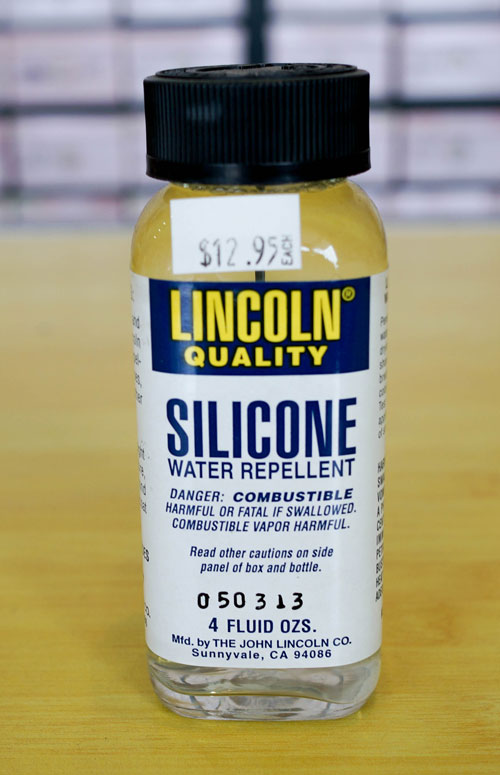 $12.95 EACH
LINCOLN®
QUALITY
SILICONE
WATER REPELLENT
DANGER: COMBUSTIBLE
HARMFUL OR FATAL IF SWALLOWED.
COMBUSTIBLE VAPOR HARMFUL.
Read other cautions on side
panel of box and bottle.
050313
4 FLUID OZS.
Mfd. by THE JOHN LINCOLN CO.
Sunnyvale, CA 94086